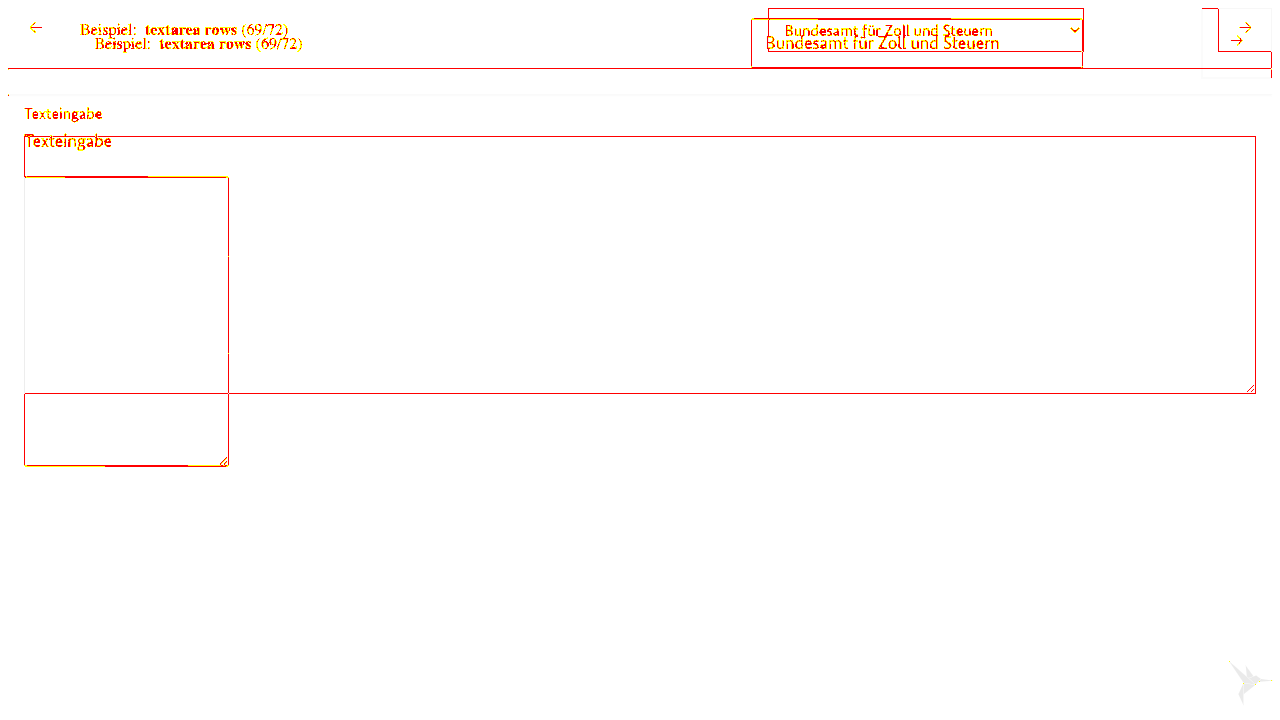 Beispiel: textarea rows (69/72)
Beispiel: textarea rows (69/72)
Bundesamt für Zoll und Steuern
Bundesamt für Zoll und Steuern
Texteingabe
Texteingabe